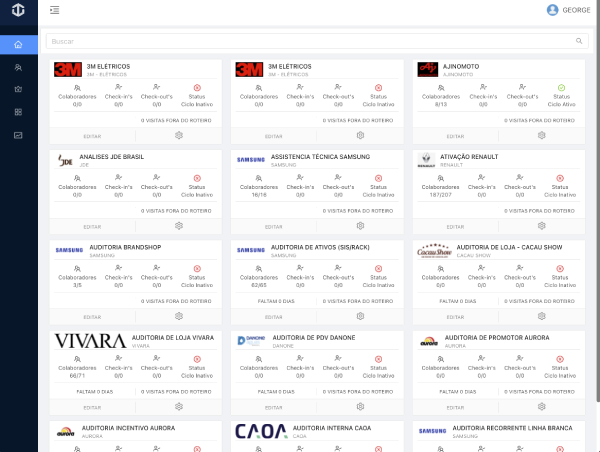 GEORGE
Buscar
3M 3M ELÉTRICOS
3M - ELÉTRICOS
Colaboradores Check-in's Check-out's Status
0/0 0/0 0/0 Ciclo Inativo
0 VISITAS FORA DO ROTEIRO
EDITAR
3M 3M ELÉTRICOS
3M - ELÉTRICOS
Colaboradores Check-in's Check-out's Status
0/0 0/0 0/0 Ciclo Inativo
0 VISITAS FORA DO ROTEIRO
EDITAR
AJINOMOTO
AJINOMOTO
Colaboradores Check-in's Check-out's Status
8/13 0/0 0/0 Ciclo Ativo
0 VISITAS FORA DO ROTEIRO
EDITAR
JDE ANALISES JDE BRASIL
JDE
Colaboradores Check-in's Check-out's Status
0/0 0/0 0/0 Ciclo Inativo
0 VISITAS FORA DO ROTEIRO
EDITAR
SAMSUNG ASSISTENCIA TÉCNICA SAMSUNG
SAMSUNG
Colaboradores Check-in's Check-out's Status
16/16 0/0 0/0 Ciclo Inativo
0 VISITAS FORA DO ROTEIRO
EDITAR
RENAULT ATIVAÇÃO RENAULT
RENAULT
Colaboradores Check-in's Check-out's Status
187/207 0/0 0/0 Ciclo Inativo
0 VISITAS FORA DO ROTEIRO
EDITAR
SAMSUNG AUDITORIA BRANDSHOP
SAMSUNG
Colaboradores Check-in's Check-out's Status
3/5 0/0 0/0 Ciclo Inativo
0 VISITAS FORA DO ROTEIRO
EDITAR
SAMSUNG AUDITORIA DE ATIVOS (SIS/RACK)
SAMSUNG
Colaboradores Check-in's Check-out's Status
62/65 0/0 0/0 Ciclo Inativo
FALTAM 0 DIAS 0 VISITAS FORA DO ROTEIRO
EDITAR
Cacau Show AUDITORIA DE LOJA - CACAU SHOW
CACAU SHOW
Colaboradores Check-in's Check-out's Status
0/0 0/0 0/0 Ciclo Inativo
FALTAM 0 DIAS 0 VISITAS FORA DO ROTEIRO
EDITAR
VIVARA AUDITORIA DE LOJA VIVARA
VIVARA
Colaboradores Check-in's Check-out's Status
66/71 0/0 0/0 Ciclo Inativo
FALTAM 0 DIAS 0 VISITAS FORA DO ROTEIRO
EDITAR
DANONE AUDITORIA DE PDV DANONE
DANONE
Colaboradores Check-in's Check-out's Status
0/0 0/0 0/0 Ciclo Inativo
FALTAM 0 DIAS 0 VISITAS FORA DO ROTEIRO
EDITAR
aurora AUDITORIA DE PROMOTOR AURORA
AURORA
Colaboradores Check-in's Check-out's Status
0/0 0/0 0/0 Ciclo Inativo
FALTAM 0 DIAS 0 VISITAS FORA DO ROTEIRO
EDITAR
aurora AUDITORIA INCENTIVO AURORA
AURORA
CAOA AUDITORIA INTERNA CAOA
CAOA
SAMSUNG AUDITORIA RECORRENTE LINHA BRANCA
SAMSUNG